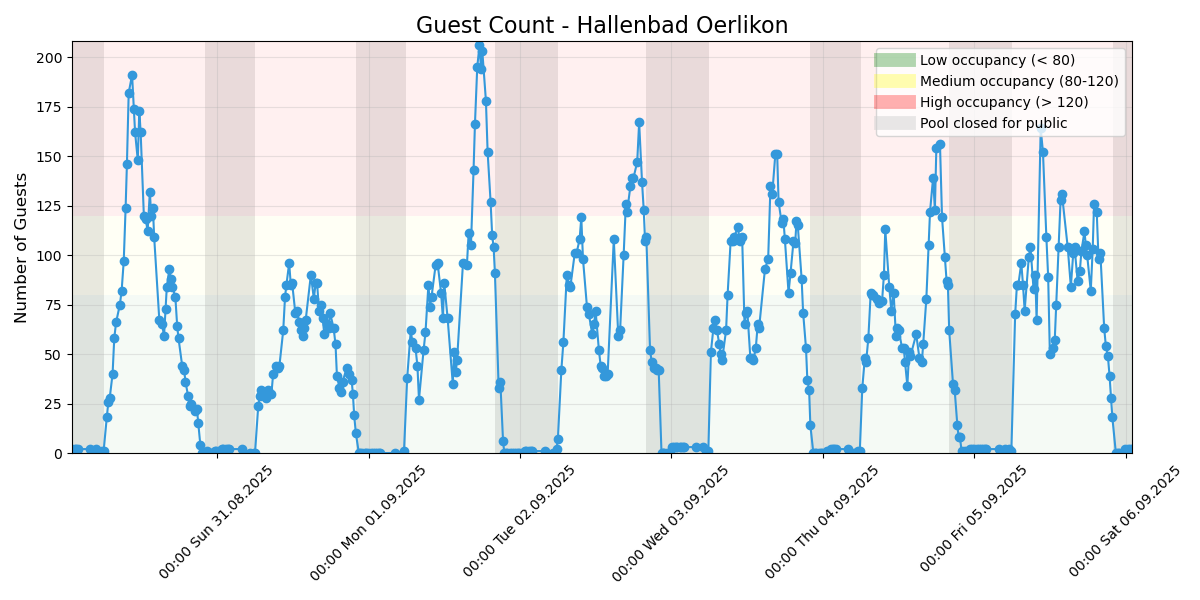 Guest Count - Hallenbad Oerlikon
Number of Guests
200
175
150
125
100
75
50
25
0
Low occupancy (< 80)
Medium occupancy (80-120)
High occupancy (> 120)
Pool closed for public
00:00 Sun 31.08.2025
00:00 Mon 01.09.2025
00:00 Tue 02.09.2025
00:00 Wed 03.09.2025
00:00 Thu 04.09.2025
00:00 Fri 05.09.2025
00:00 Sat 06.09.2025